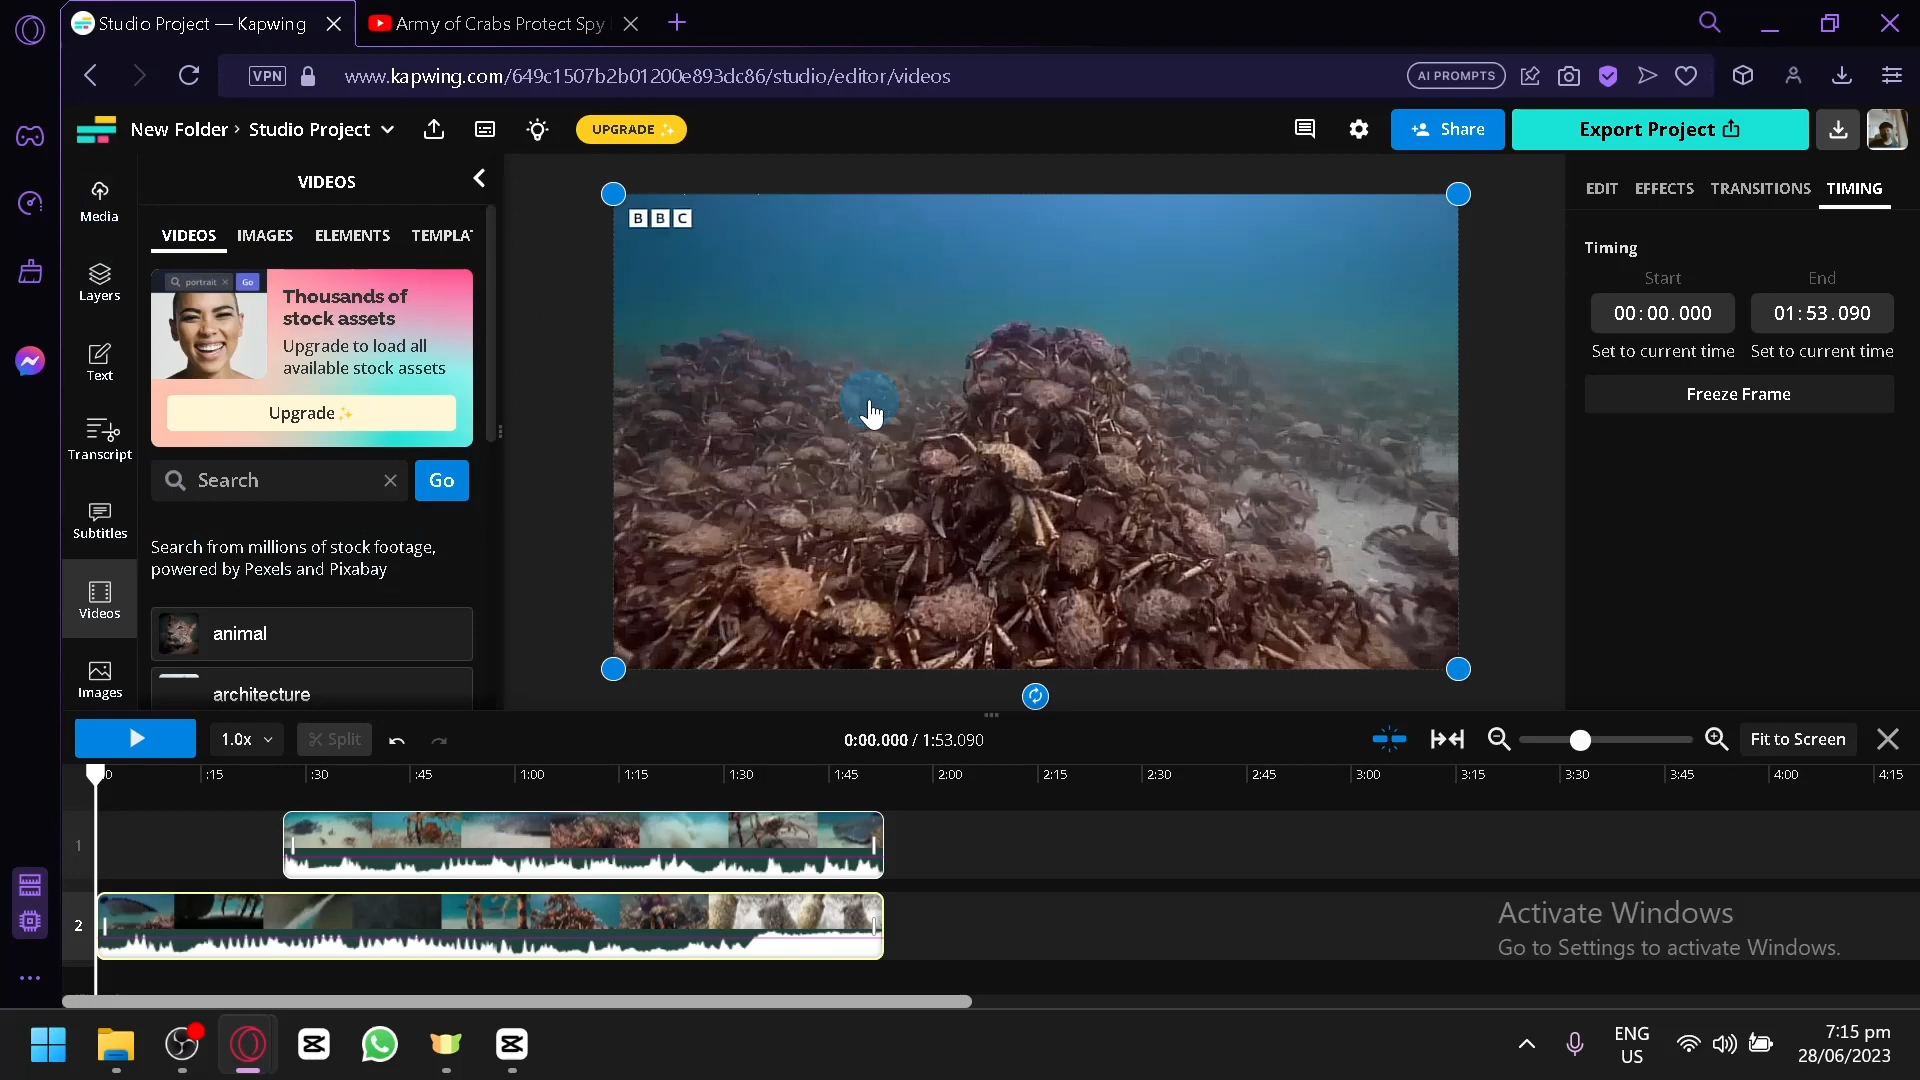 Studio Project — Kapwing
Army of Crabs Protect Spy
VPN
www.kapwing.com/649c1507b2b01200e893dc86/studio/editor/videos
AI PROMPTS
New Folder › Studio Project
UPGRADE
Share
Export Project
Media
Layers
Text
Transcript
Subtitles
Videos
Images
VIDEOS
VIDEOS IMAGES ELEMENTS TEMPLAT
portrait Go
Thousands of
stock assets
Upgrade to load all
available stock assets
Upgrade
Search
Go
Search from millions of stock footage,
powered by Pexels and Pixabay
animal
architecture
BBC
EDIT EFFECTS TRANSITIONS TIMING
Timing
Start End
00:00.000 01:53.090
Set to current time Set to current time
Freeze Frame
1.0x
Split
0:00.000 / 1:53.090
Fit to Screen
:0 :15 :30 :45 1:00 1:15 1:30 1:45 2:00 2:15 2:30 2:45 3:00 3:15 3:30 3:45 4:00 4:15
1
2
Activate Windows
Go to Settings to activate Windows.
ENG
US
7:15 pm
28/06/2023